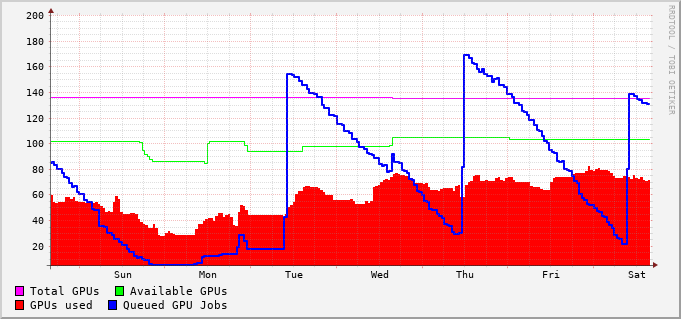 RRDTOOL / TOBI OETIKER
200
180
160
140
120
100
80
60
40
20
Sun Mon Tue Wed Thu Fri Sat
Total GPUs Available GPUs
GPUs used Queued GPU Jobs